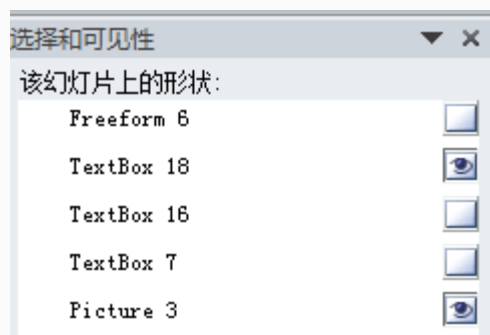 选择和可见性
该幻灯片上的形状:
Freeform 6
TextBox 18
TextBox 16
TextBox 7
Picture 3